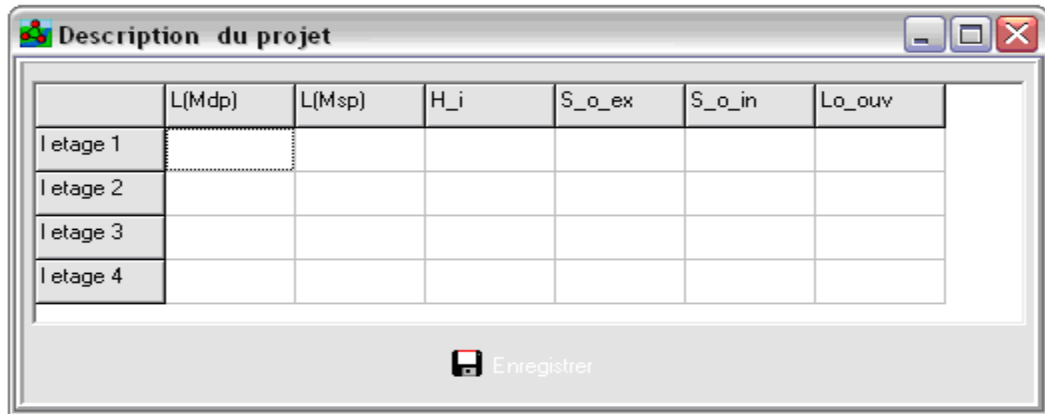 Description du projet
L(Mdp) L(Msp) H_i S_o_ex S_o_in Lo_ouv
l etage 1
l etage 2
l etage 3
l etage 4
Enregistrer